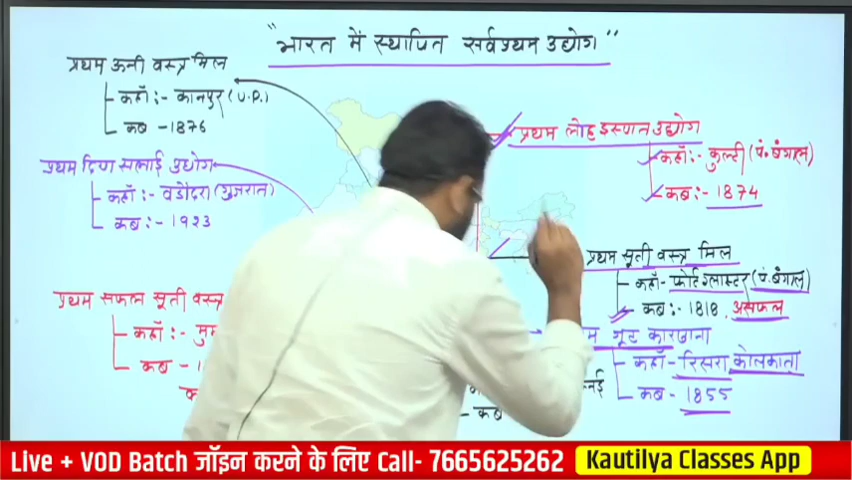 "भारत में स्थापित सर्वप्रथम उद्योग"
प्रथम ऊनी वस्त्र मिल
कहाँ:- कानपुर (U.P.)
कब - 1876
प्रथम दिया सलाई उद्योग
कहाँ:- वडोदरा (गुजरात)
कब:- 1923
प्रथम सफल सूती वस्त्र
कहाँ:-
कब -
प्रथम लौह इस्पात उद्योग
कहाँ:- कुल्टी (पं. बंगाल)
कब:- 1874
प्रथम सूती वस्त्र मिल
कहाँ- फोर्ट ग्लास्टर (पं. बंगाल)
कब:- 1818, असफल
जूट कारखाना
कहाँ- रिसरा कोलकाता
कब - 1855
कब
Live + VOD Batch जॉइन करने के लिए Call- 7665625262 Kautilya Classes App